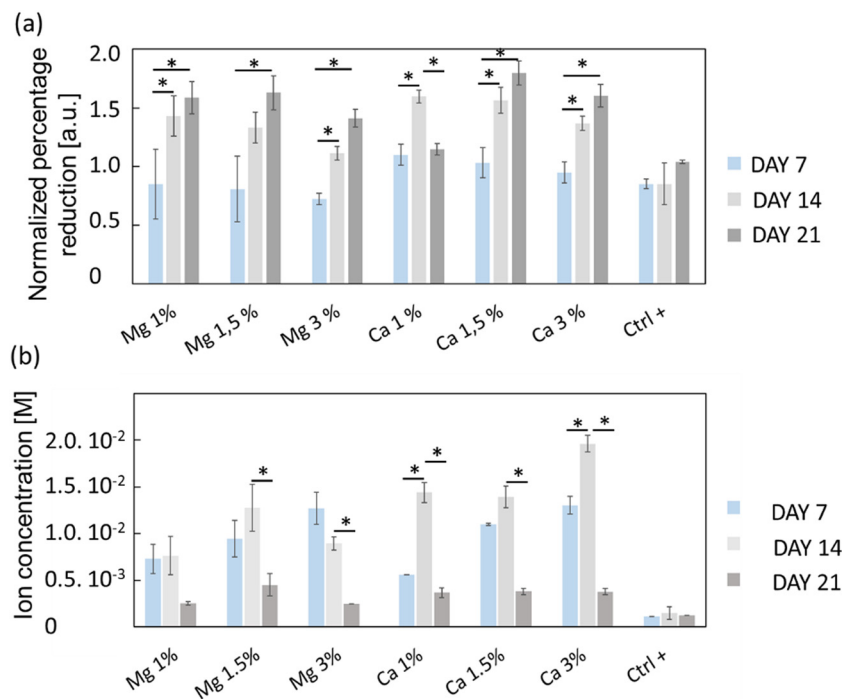 (a)
Normalized percentage
reduction [a.u.]
2.0
1.5
1.0
0.5
0
* * * * * * * * * * *
DAY 7
DAY 14
DAY 21
Mg 1%
Mg 1,5 %
Mg 3 %
Ca 1 %
Ca 1,5 %
Ca 3 %
Ctrl +
(b)
Ion concentration [M]
2.0. 10-2
1.5. 10-2
1.0. 10-2
0.5. 10-3
0
* * * * * * *
DAY 7
DAY 14
DAY 21
Mg 1%
Mg 1.5%
Mg 3%
Ca 1%
Ca 1.5%
Ca 3%
Ctrl +